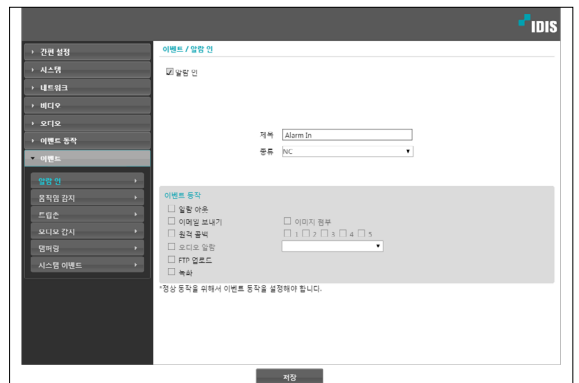 IDIS
간편 설정
시스템
네트워크
비디오
오디오
이벤트 동작
이벤트
알람 인
움직임 감지
트립존
오디오 감지
탬퍼링
시스템 이벤트
이벤트 / 알람 인
알람 인
제목 Alarm In
종류 NC
이벤트 동작
알람 아웃
이메일 보내기 이미지 첨부
원격 콜백 1 2 3 4 5
오디오 알람
FTP 업로드
녹화
*정상 동작을 위해서 이벤트 동작을 설정해야 합니다.
저장